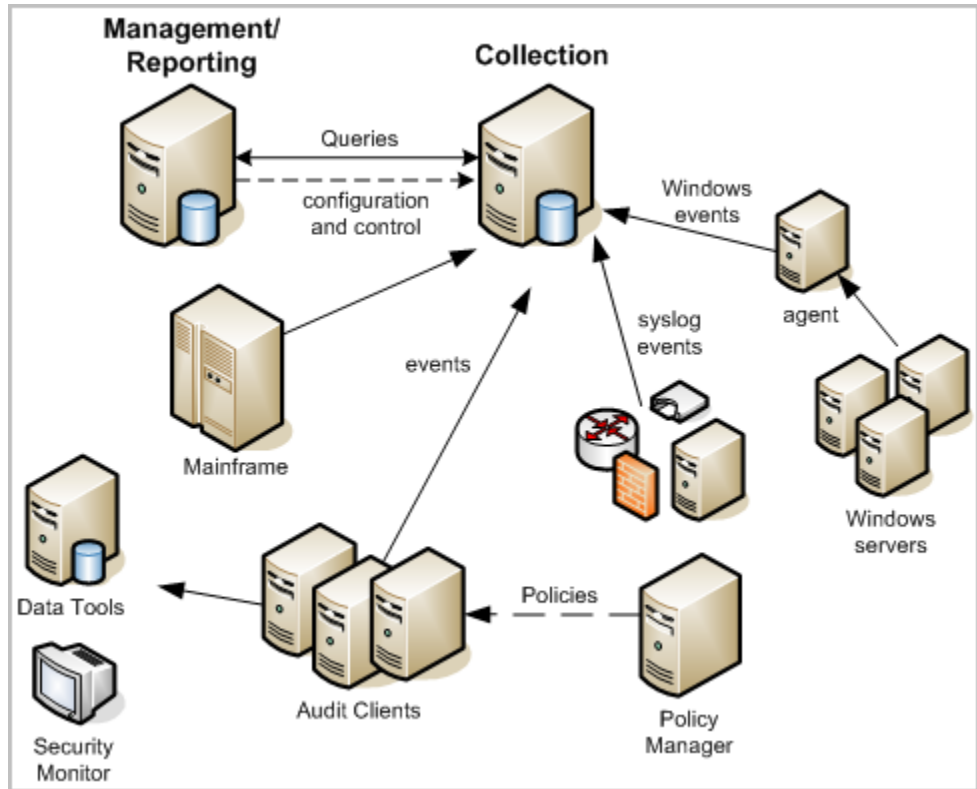 Management/
Reporting
Collection
Queries
configuration
and control
Windows
events
agent
syslog
events
events
Mainframe
Windows
servers
Data Tools
Policies
Audit Clients
Policy
Manager
Security
Monitor